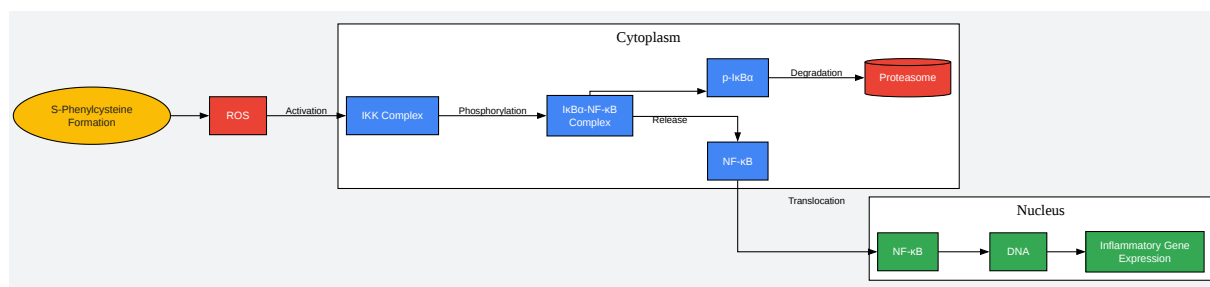 Cytoplasm
S-Phenylcysteine
Formation
ROS
Activation
IKK Complex
Phosphorylation
IκBα-NF-κB
Complex
p-IκBα
Degradation
Proteasome
Release
NF-κB
Translocation
Nucleus
NF-κB
DNA
Inflammatory Gene
Expression